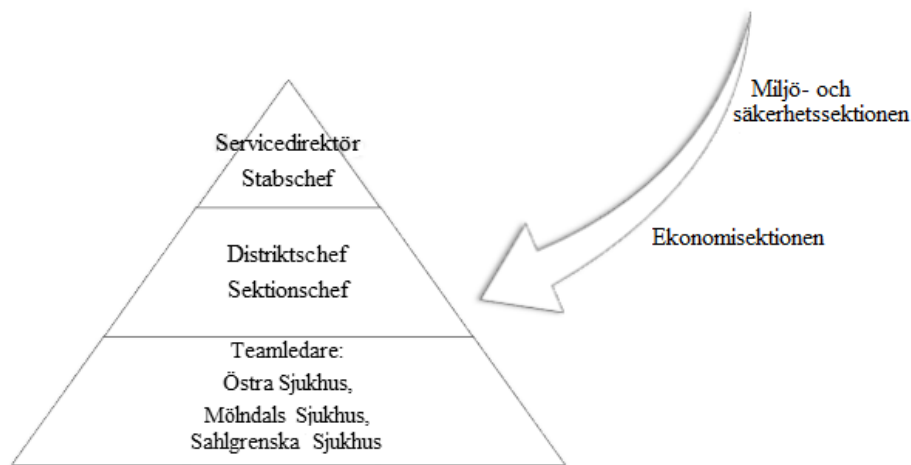 Servicedirektör
Stabschef
Distriktschef
Sektionschef
Teamledare:
Östra Sjukhus,
Mölndals Sjukhus,
Sahlgrenska Sjukhus
Miljö- och
säkerhetssektionen
Ekonomisektionen